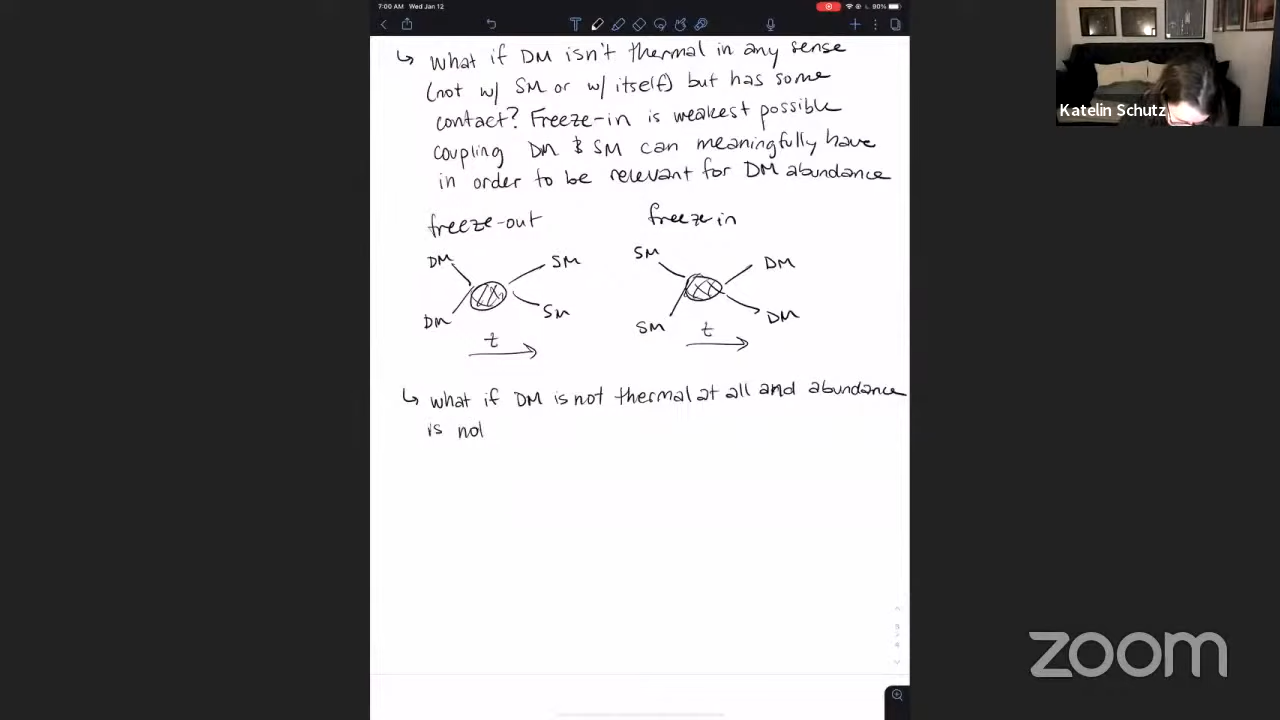 7:00 AM Wed Jan 12
90%
↳ What if DM isn't thermal in any sense
(not w/ SM or w/ itself) but has some
contact? Freeze-in is weakest possible
coupling DM & SM can meaningfully have
in order to be relevant for DM abundance
freeze-out
freeze-in
DM SM
DM SM
t
SM DM
SM DM
t
↳ what if DM is not thermal at all and abundance
is not
Katelin Schutz
zoom